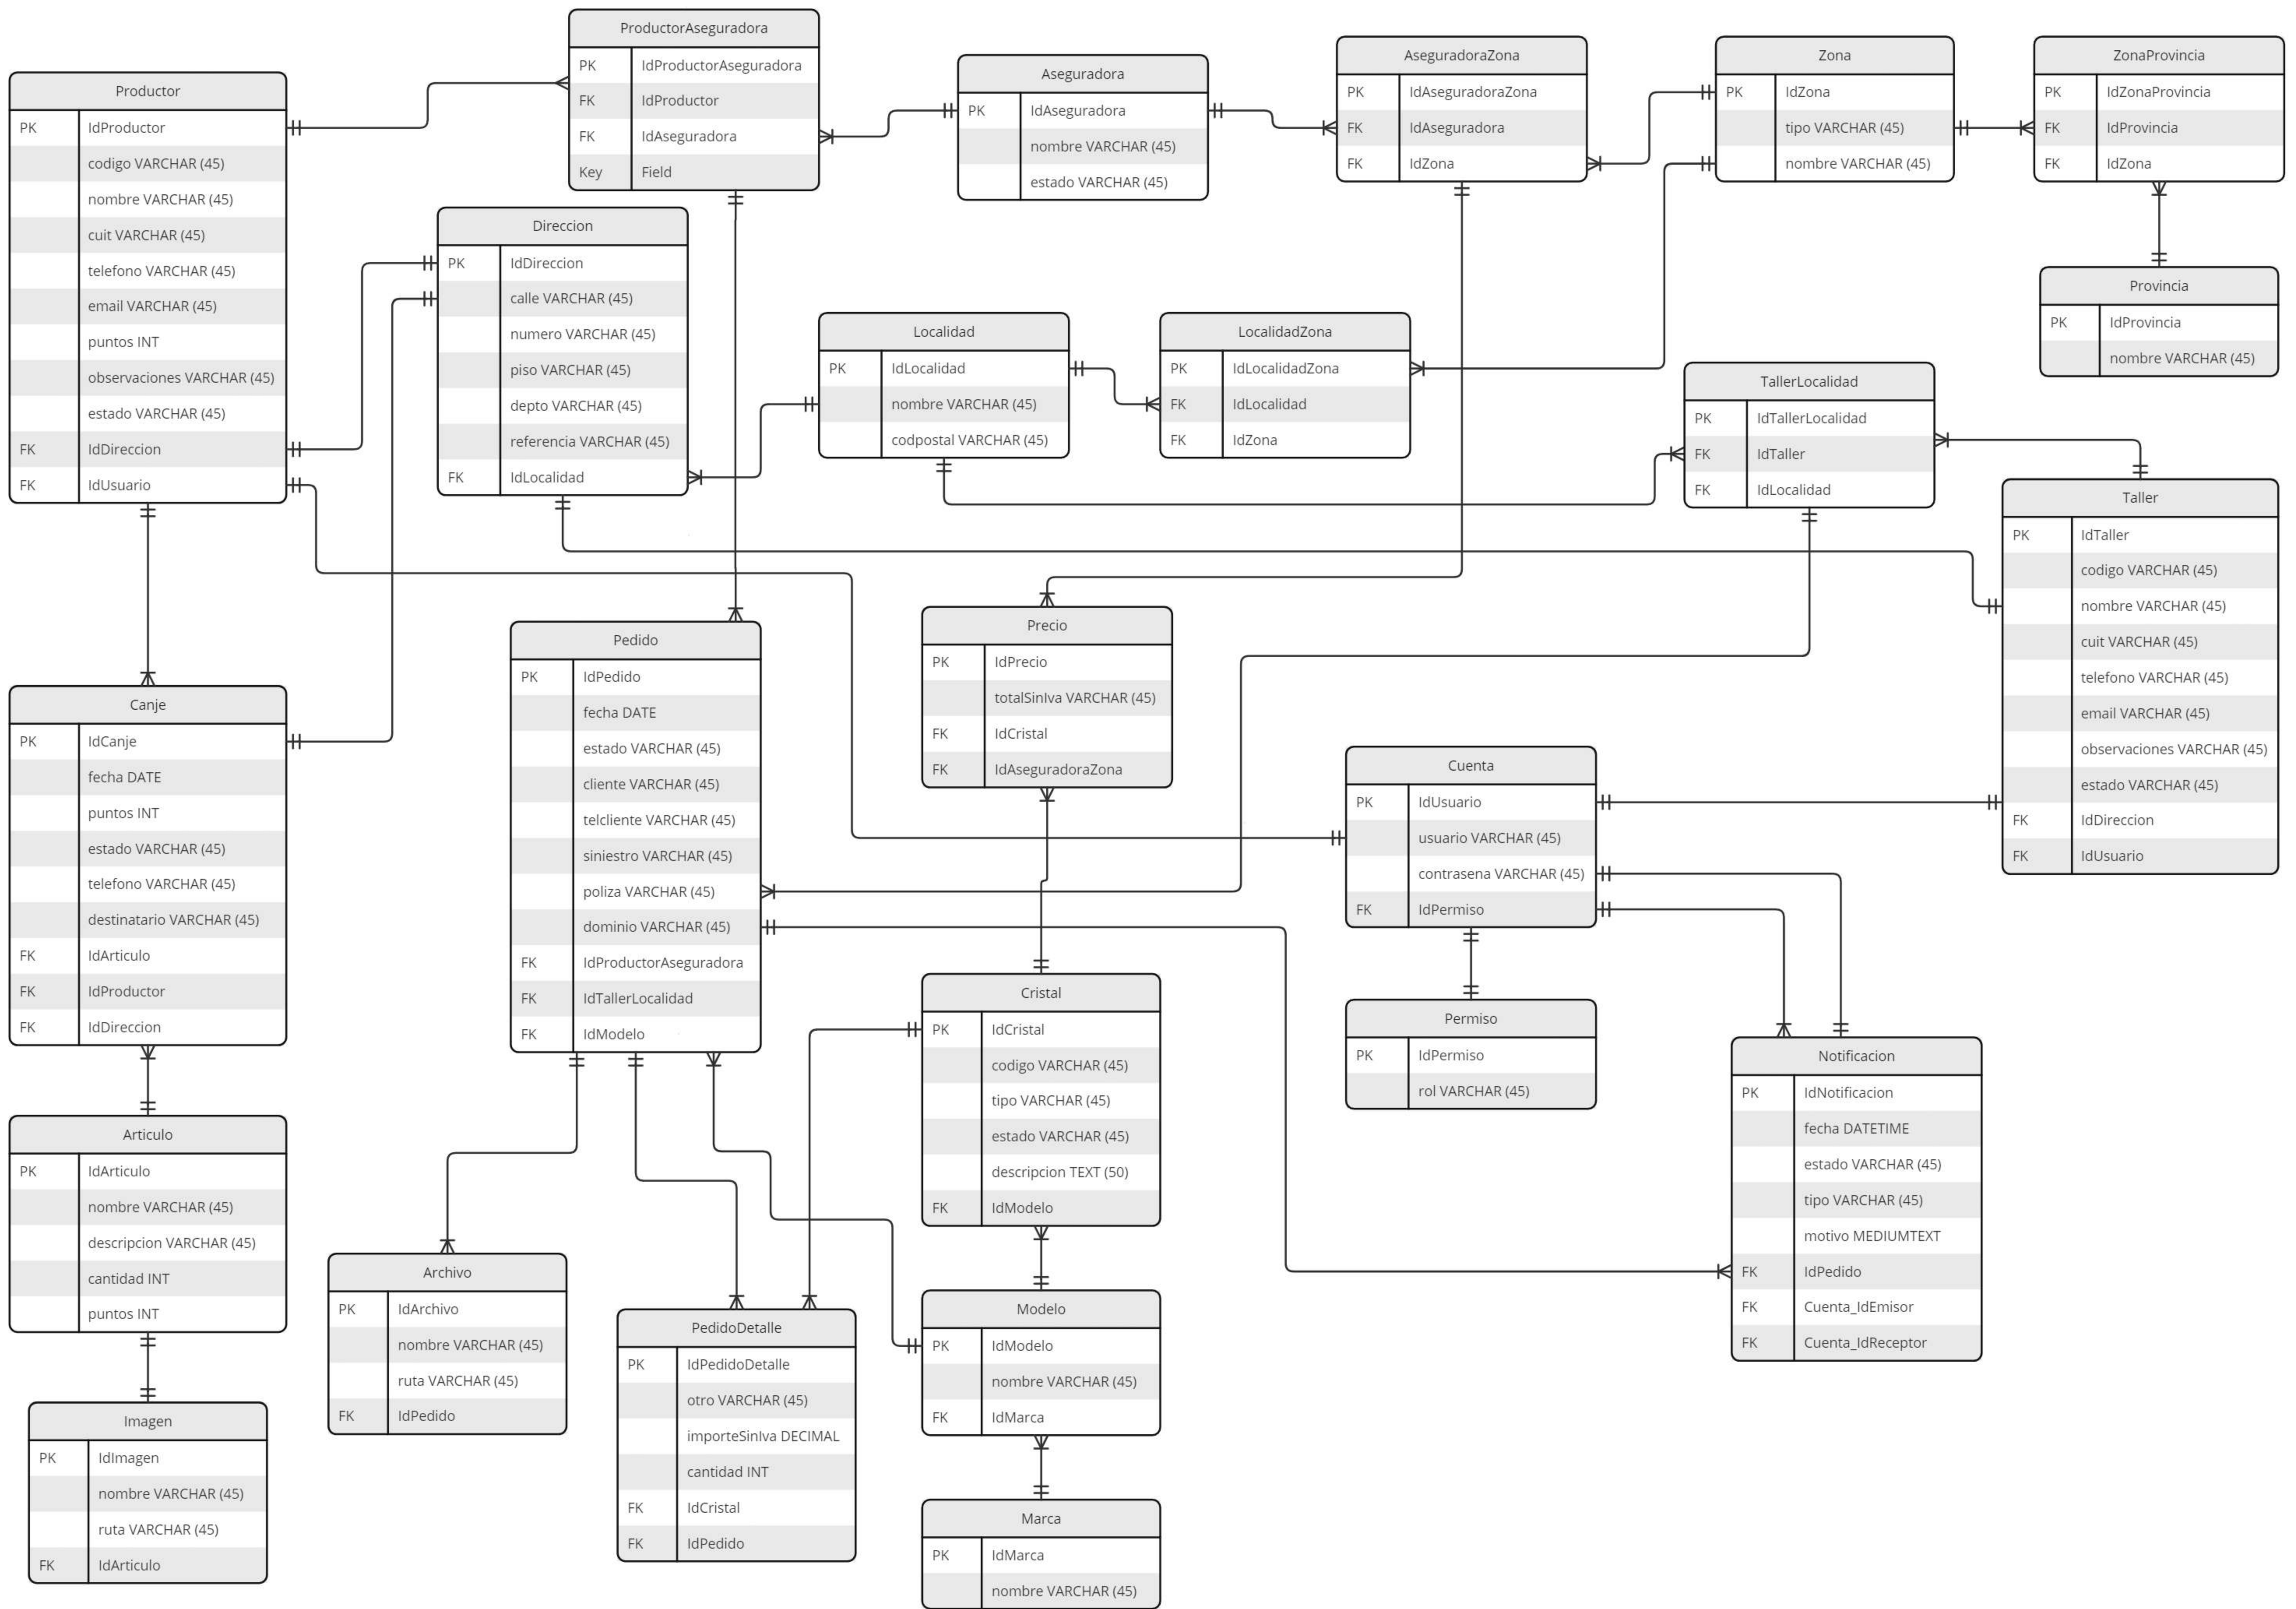 ProductorAseguradora
PK IdProductorAseguradora
FK IdProductor
FK IdAseguradora
Key Field
Aseguradora
PK IdAseguradora
nombre VARCHAR (45)
estado VARCHAR (45)
AseguradoraZona
PK IdAseguradoraZona
FK IdAseguradora
FK IdZona
Zona
PK IdZona
tipo VARCHAR (45)
nombre VARCHAR (45)
ZonaProvincia
PK IdZonaProvincia
FK IdProvincia
FK IdZona
Productor
PK IdProductor
codigo VARCHAR (45)
nombre VARCHAR (45)
cuit VARCHAR (45)
telefono VARCHAR (45)
email VARCHAR (45)
puntos INT
observaciones VARCHAR (45)
estado VARCHAR (45)
FK IdDireccion
FK IdUsuario
Direccion
PK IdDireccion
calle VARCHAR (45)
numero VARCHAR (45)
piso VARCHAR (45)
depto VARCHAR (45)
referencia VARCHAR (45)
FK IdLocalidad
Localidad
PK IdLocalidad
nombre VARCHAR (45)
codpostal VARCHAR (45)
LocalidadZona
PK IdLocalidadZona
FK IdLocalidad
FK IdZona
Provincia
PK IdProvincia
nombre VARCHAR (45)
TallerLocalidad
PK IdTallerLocalidad
FK IdTaller
FK IdLocalidad
Taller
PK IdTaller
codigo VARCHAR (45)
nombre VARCHAR (45)
cuit VARCHAR (45)
telefono VARCHAR (45)
email VARCHAR (45)
observaciones VARCHAR (45)
estado VARCHAR (45)
FK IdDireccion
FK IdUsuario
Canje
PK IdCanje
fecha DATE
puntos INT
estado VARCHAR (45)
telefono VARCHAR (45)
destinatario VARCHAR (45)
FK IdArticulo
FK IdProductor
FK IdDireccion
Pedido
PK IdPedido
fecha DATE
estado VARCHAR (45)
cliente VARCHAR (45)
telcliente VARCHAR (45)
siniestro VARCHAR (45)
poliza VARCHAR (45)
dominio VARCHAR (45)
FK IdProductorAseguradora
FK IdTallerLocalidad
FK IdModelo
Precio
PK IdPrecio
totalSinIva VARCHAR (45)
FK IdCristal
FK IdAseguradoraZona
Cuenta
PK IdUsuario
usuario VARCHAR (45)
contrasena VARCHAR (45)
FK IdPermiso
Cristal
PK IdCristal
codigo VARCHAR (45)
tipo VARCHAR (45)
estado VARCHAR (45)
descripcion TEXT (50)
FK IdModelo
Permiso
PK IdPermiso
rol VARCHAR (45)
Notificacion
PK IdNotificacion
fecha DATETIME
estado VARCHAR (45)
tipo VARCHAR (45)
motivo MEDIUMTEXT
FK IdPedido
FK Cuenta_IdEmisor
FK Cuenta_IdReceptor
Articulo
PK IdArticulo
nombre VARCHAR (45)
descripcion VARCHAR (45)
cantidad INT
puntos INT
Archivo
PK IdArchivo
nombre VARCHAR (45)
ruta VARCHAR (45)
FK IdPedido
PedidoDetalle
PK IdPedidoDetalle
otro VARCHAR (45)
importeSinIva DECIMAL
cantidad INT
FK IdCristal
FK IdPedido
Modelo
PK IdModelo
nombre VARCHAR (45)
FK IdMarca
Imagen
PK IdImagen
nombre VARCHAR (45)
ruta VARCHAR (45)
FK IdArticulo
Marca
PK IdMarca
nombre VARCHAR (45)